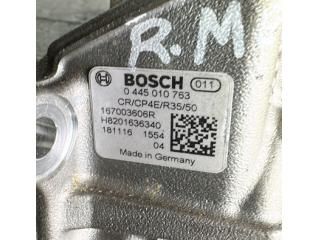 R.M
BOSCH 011
0 445 010 763
CR/CP4E/R35/50
167003606R
H8201636340
181116 1554
04
Made in Germany